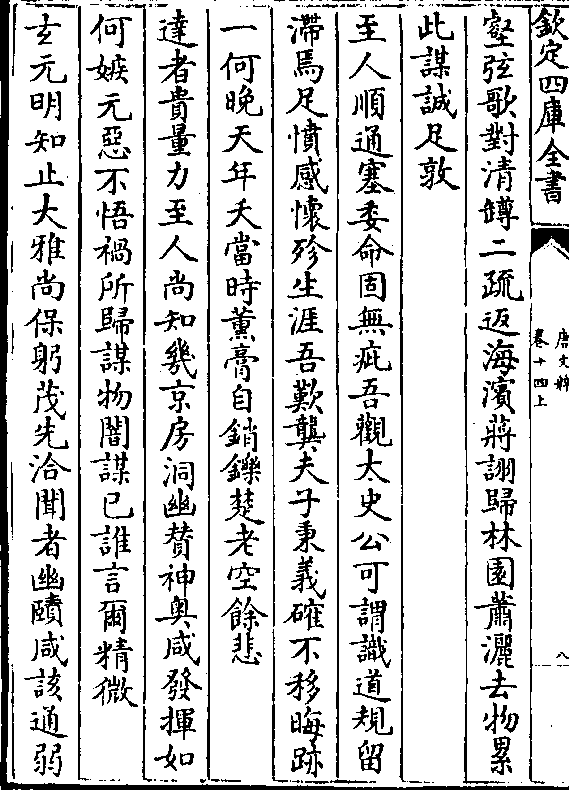 欽定四庫全書
唐文粹
卷十四上
八
壑弦歌對清罇二疏返海濱蔣詡歸林園蕭灑去物累
此謀誠足敦
至人順通塞委命固無疵吾觀太史公可謂識道規留
滯焉足憤感懷殄生涯吾歎龔夫子秉義確不移晦跡
一何晚天年夭當時薰膏自銷鑠楚老空餘悲
達者貴量力至人尚知幾京房洞幽贊神奧咸發揮如
何嫉元惡不悟禍所歸謀物闇謀已誰言爾精微
玄元明知止大雅尚保躬茂先洽聞者幽賾咸該通弱